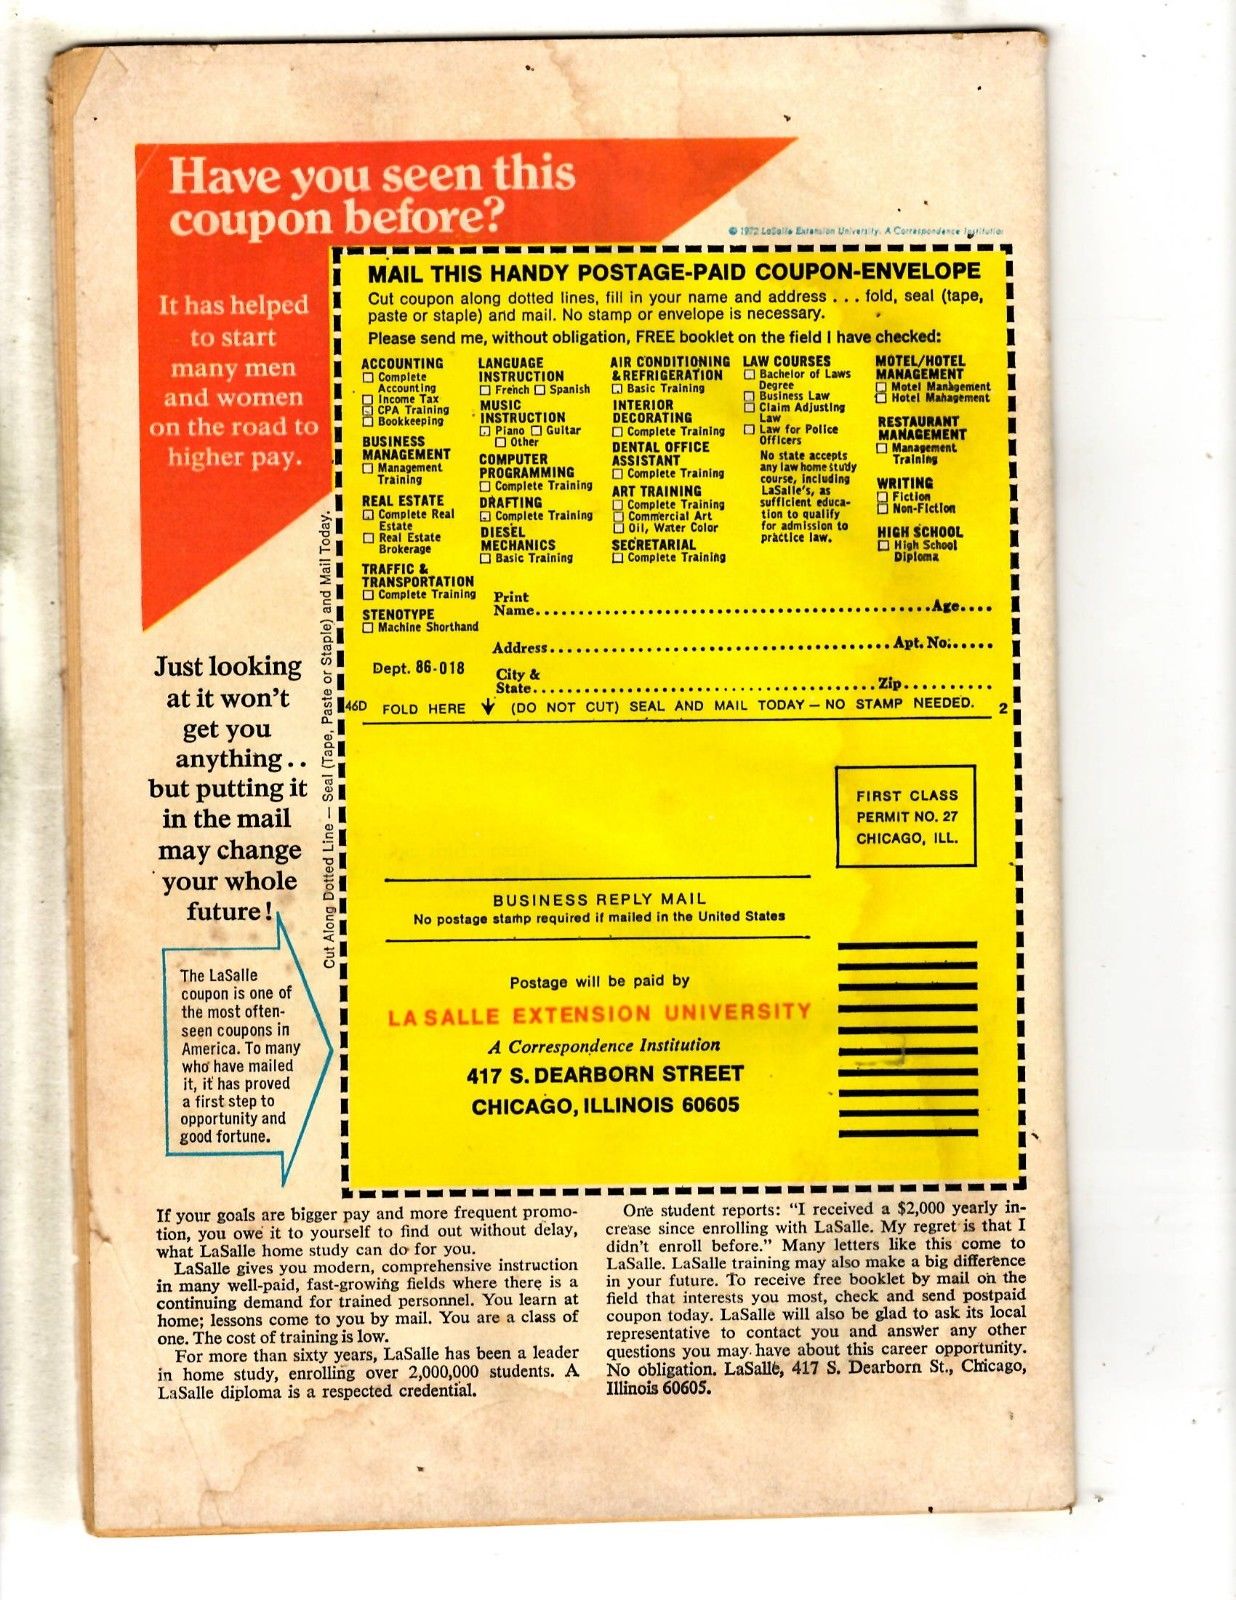 Have you seen this
coupon before?
© 1972 LaSalle Extension University. A Correspondence Institution
It has helped
to start
many men
and women
on the road to
higher pay.
MAIL THIS HANDY POSTAGE-PAID COUPON-ENVELOPE
Cut coupon along dotted lines, fill in your name and address . . . fold, seal (tape,
paste or staple) and mail. No stamp or envelope is necessary.
Please send me, without obligation, FREE booklet on the field I have checked:
ACCOUNTING
☐ Complete
Accounting
☐ Income Tax
☐ CPA Training
☐ Bookkeeping
BUSINESS
MANAGEMENT
☐ Management
Training
REAL ESTATE
☐ Complete Real
Estate
☐ Real Estate
Brokerage
TRAFFIC &
TRANSPORTATION
☐ Complete Training
STENOTYPE
☐ Machine Shorthand
LANGUAGE
INSTRUCTION
☐ French ☐ Spanish
MUSIC
INSTRUCTION
☐ Piano ☐ Guitar
☐ Other
COMPUTER
PROGRAMMING
☐ Complete Training
DRAFTING
☐ Complete Training
DIESEL
MECHANICS
☐ Basic Training
AIR CONDITIONING
& REFRIGERATION
☐ Basic Training
INTERIOR
DECORATING
☐ Complete Training
DENTAL OFFICE
ASSISTANT
☐ Complete Training
ART TRAINING
☐ Complete Training
☐ Commercial Art
☐ Oil, Water Color
SECRETARIAL
☐ Complete Training
LAW COURSES
☐ Bachelor of Laws
Degree
☐ Business Law
☐ Claim Adjusting
Law
☐ Law for Police
Officers
No state accepts
any law home study
course, including
LaSalle's, as
sufficient educa-
tion to qualify
for admission to
practice law.
MOTEL/HOTEL
MANAGEMENT
☐ Motel Management
☐ Hotel Management
RESTAURANT
MANAGEMENT
☐ Management
Training
WRITING
☐ Fiction
☐ Non-Fiction
HIGH SCHOOL
☐ High School
Diploma
Print
Name.......... Age....
Address.......... Apt. No......
Dept. 86-018
City &
State.......... Zip..........
46D FOLD HERE ↓ (DO NOT CUT) SEAL AND MAIL TODAY — NO STAMP NEEDED. 2
Cut Along Dotted Line — Seal (Tape, Paste or Staple) and Mail Today.
Just looking
at it won't
get you
anything..
but putting it
in the mail
may change
your whole
future!
The LaSalle
coupon is one of
the most often-
seen coupons in
America. To many
who have mailed
it, it has proved
a first step to
opportunity and
good fortune.
FIRST CLASS
PERMIT NO. 27
CHICAGO, ILL.
BUSINESS REPLY MAIL
No postage stamp required if mailed in the United States
Postage will be paid by
LA SALLE EXTENSION UNIVERSITY
A Correspondence Institution
417 S. DEARBORN STREET
CHICAGO, ILLINOIS 60605
If your goals are bigger pay and more frequent promo-
tion, you owe it to yourself to find out without delay,
what LaSalle home study can do for you.
LaSalle gives you modern, comprehensive instruction
in many well-paid, fast-growing fields where there is a
continuing demand for trained personnel. You learn at
home; lessons come to you by mail. You are a class of
one. The cost of training is low.
For more than sixty years, LaSalle has been a leader
in home study, enrolling over 2,000,000 students. A
LaSalle diploma is a respected credential.
One student reports: "I received a $2,000 yearly in-
crease since enrolling with LaSalle. My regret is that I
didn't enroll before." Many letters like this come to
LaSalle. LaSalle training may also make a big difference
in your future. To receive free booklet by mail on the
field that interests you most, check and send postpaid
coupon today. LaSalle will also be glad to ask its local
representative to contact you and answer any other
questions you may have about this career opportunity.
No obligation. LaSalle, 417 S. Dearborn St., Chicago,
Illinois 60605.